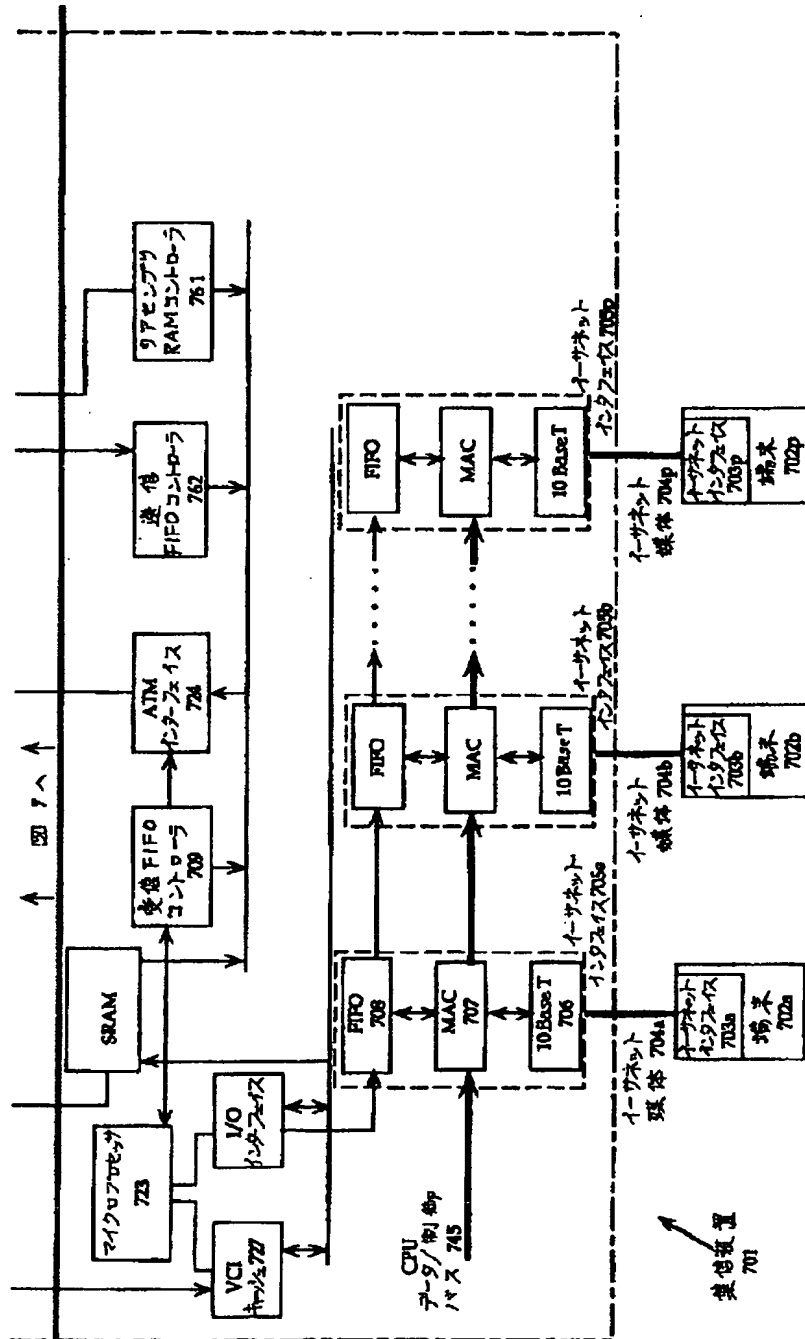 図7へ
マイクロプロセッサ
723
SRAM
受信FIFO
コントローラ
709
ATM
インターフェイス
724
送信
FIFOコントローラ
762
リアセンブリ
RAMコントローラ
761
VCI
キャッシュ727
I/O
インターフェイス
CPU
データ/制御
バス 745
FIFO
708
MAC
707
10 Base T
706
イーサネット
インタフェイス705a
FIFO
MAC
10 Base T
イーサネット
インタフェイス705b
FIFO
MAC
10 Base T
イーサネット
インタフェイス705p
イーサネット
媒体 704a
イーサネット
媒体 704b
イーサネット
媒体 704p
イーサネット
インタフェイス
703a
端末
702a
イーサネット
インタフェイス
703b
端末
702b
イーサネット
インタフェイス
703p
端末
702p
集信装置
701